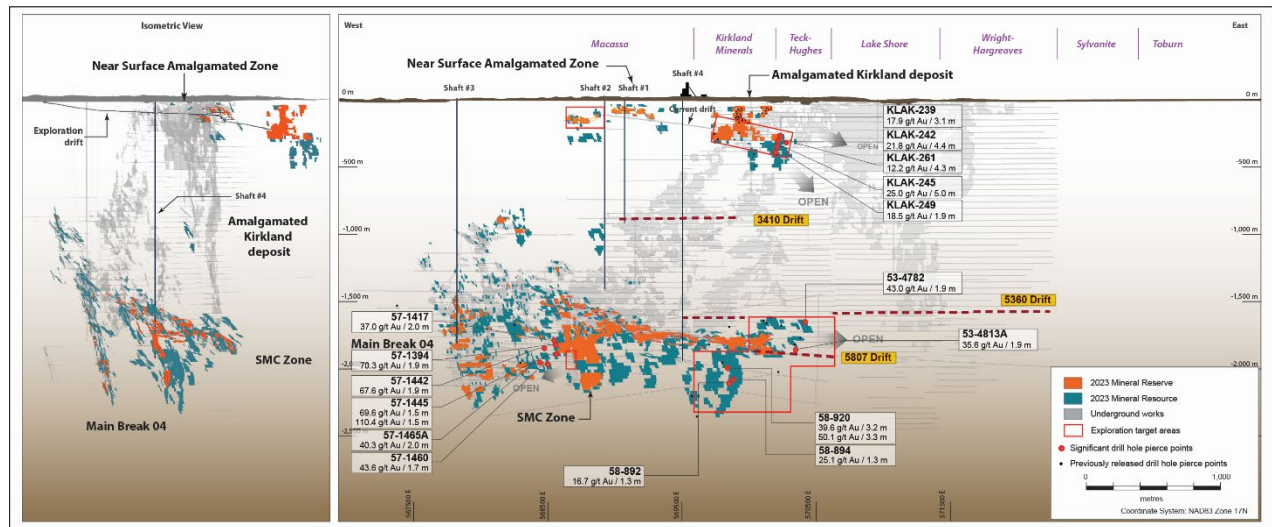 Isometric View
Near Surface Amalgamated Zone
Exploration
drift
Shaft #4
Amalgamated
Kirkland
deposit
SMC Zone
Main Break 04
West
East
Macassa
Kirkland
Minerals
Teck-
Hughes
Lake Shore
Wright-
Hargreaves
Sylvanite
Toburn
Near Surface Amalgamated Zone
Shaft #4
Amalgamated Kirkland deposit
Shaft #3
Shaft #2
Shaft #1
0 m
0 m
Current drift
KLAK-239
17.9 g/t Au / 3.1 m
KLAK-242
21.8 g/t Au / 4.4 m
KLAK-261
12.2 g/t Au / 4.3 m
KLAK-245
25.0 g/t Au / 5.0 m
KLAK-249
18.5 g/t Au / 1.9 m
OPEN
OPEN
-500 m
-500 m
3410 Drift
-1,000 m
-1,000 m
53-4782
43.0 g/t Au / 1.9 m
5360 Drift
-1,500 m
-1,500 m
57-1417
37.0 g/t Au / 2.0 m
Main Break 04
57-1394
70.3 g/t Au / 1.9 m
57-1442
67.6 g/t Au / 1.9 m
57-1445
69.6 g/t Au / 1.5 m
110.4 g/t Au / 1.5 m
57-1465A
40.3 g/t Au / 2.0 m
57-1460
43.6 g/t Au / 1.7 m
OPEN
SMC Zone
OPEN
53-4813A
35.6 g/t Au / 1.9 m
5807 Drift
-2,000 m
-2,000 m
58-920
39.6 g/t Au / 3.2 m
50.1 g/t Au / 3.3 m
58-894
25.1 g/t Au / 1.3 m
58-892
16.7 g/t Au / 1.3 m
-2,500 m
2023 Mineral Reserve
2023 Mineral Resource
Underground works
Exploration target areas
Significant drill hole pierce points
Previously released drill hole pierce points
0
1,000
metres
Coordinate System: NAD83 Zone 17N
567500 E
568500 E
569500 E
570500 E
571500 E